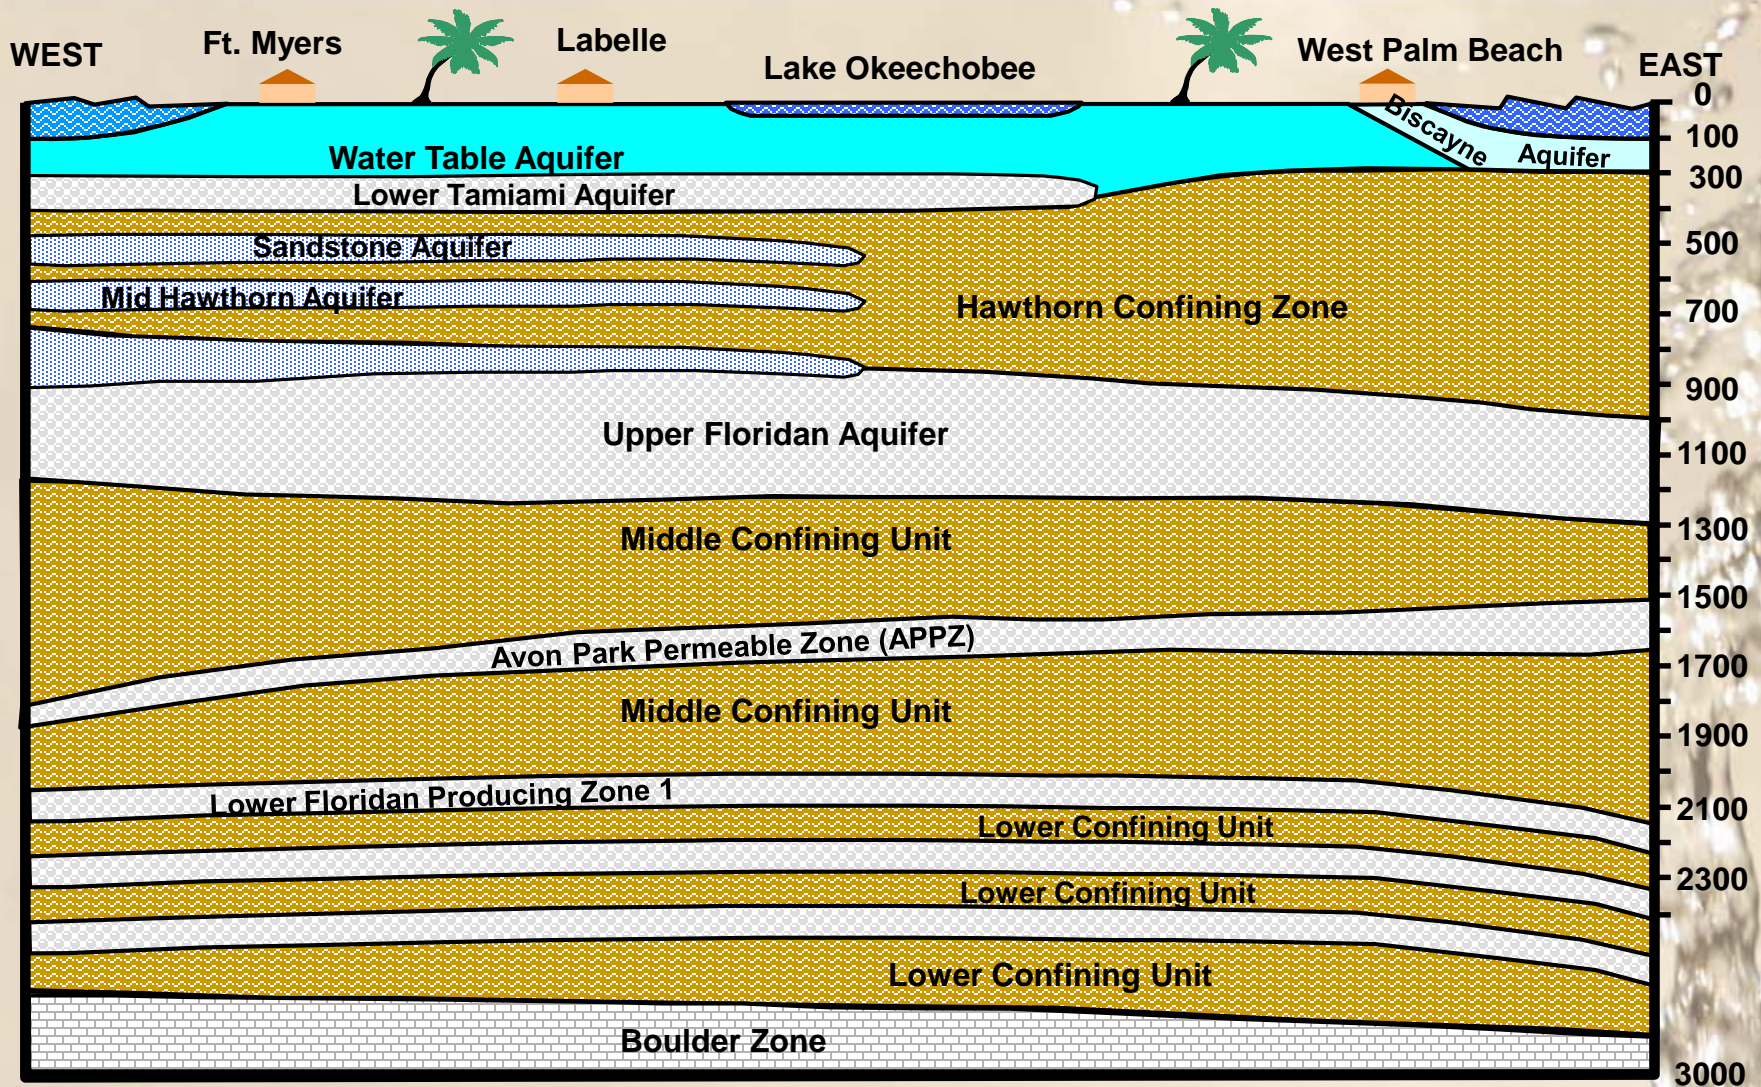 WEST
Ft. Myers
Labelle
Lake Okeechobee
West Palm Beach
EAST
0
Biscayne
Aquifer
100
Water Table Aquifer
300
Lower Tamiami Aquifer
Sandstone Aquifer
500
Mid Hawthorn Aquifer
Hawthorn Confining Zone
700
900
Upper Floridan Aquifer
1100
Middle Confining Unit
1300
1500
Avon Park Permeable Zone (APPZ)
1700
Middle Confining Unit
1900
Lower Floridan Producing Zone 1
2100
Lower Confining Unit
2300
Lower Confining Unit
Lower Confining Unit
Boulder Zone
3000